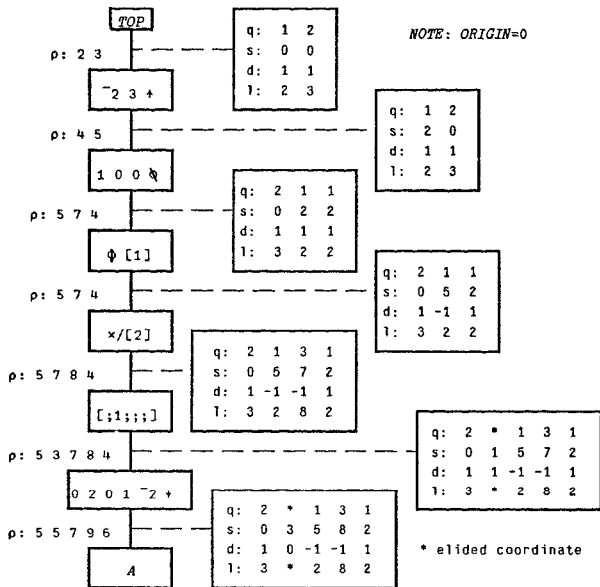 TOP
NOTE: ORIGIN=0
ρ: 2 3
q: 1 2
s: 0 0
d: 1 1
l: 2 3
¯2 3 ↑
ρ: 4 5
q: 1 2
s: 2 0
d: 1 1
l: 2 3
1 0 0 ⍉
ρ: 5 7 4
q: 2 1 1
s: 0 2 2
d: 1 1 1
l: 3 2 2
⌽ [1]
ρ: 5 7 4
q: 2 1 1
s: 0 5 2
d: 1 -1 1
l: 3 2 2
×/[2]
ρ: 5 7 8 4
q: 2 1 3 1
s: 0 5 7 2
d: 1 -1 -1 1
l: 3 2 8 2
[;1;;;]
ρ: 5 3 7 8 4
q: 2 * 1 3 1
s: 0 1 5 7 2
d: 1 1 -1 -1 1
l: 3 * 2 8 2
0 2 0 1 ¯2 ↓
ρ: 5 5 7 9 6
q: 2 * 1 3 1
s: 0 3 5 8 2
d: 1 0 -1 -1 1
l: 3 * 2 8 2
* elided coordinate
A